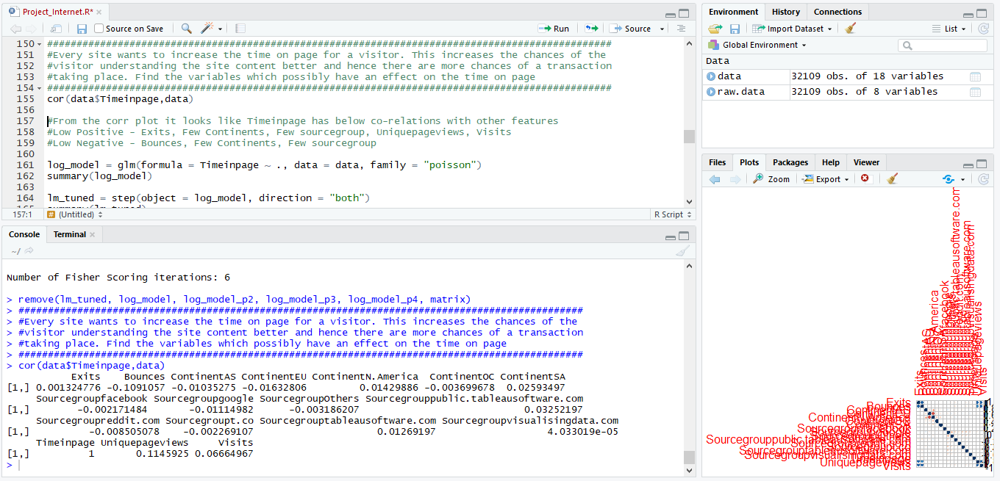 Project_Internet.R*
Source on Save
Run
Source
150 ################################################################################################
151 #Every site wants to increase the time on page for a visitor. This increases the chances of the
152 #visitor understanding the site content better and hence there are more chances of a transaction
153 #taking place. Find the variables which possibly have an effect on the time on page
154 ################################################################################################
155 cor(data$Timeinpage,data)
156
157 #From the corr plot it looks like Timeinpage has below co-relations with other features
158 #Low Positive - Exits, Few Continents, Few sourcegroup, Uniquepageviews, Visits
159 #Low Negative - Bounces, Few Continents, Few sourcegroup
160
161 log_model = glm(formula = Timeinpage ~ ., data = data, family = "poisson")
162 summary(log_model)
163
164 lm_tuned = step(object = log_model, direction = "both")
157:1 (Untitled) R Script
Console Terminal
~/
Number of Fisher Scoring iterations: 6
> remove(lm_tuned, log_model, log_model_p2, log_model_p3, log_model_p4, matrix)
> ################################################################################################
> #Every site wants to increase the time on page for a visitor. This increases the chances of the
> #visitor understanding the site content better and hence there are more chances of a transaction
> #taking place. Find the variables which possibly have an effect on the time on page
> ################################################################################################
> cor(data$Timeinpage,data)
Exits Bounces ContinentAS ContinentEU ContinentN.America ContinentOC ContinentSA
[1,] 0.001324776 -0.1091057 -0.01035275 -0.01632806 0.01429886 -0.003699678 0.02593497
Sourcegroupfacebook Sourcegroupgoogle SourcegroupOthers Sourcegrouppublic.tableausoftware.com
[1,] -0.002171484 -0.01114982 -0.003186207 0.03252197
Sourcegroupreddit.com Sourcegroupt.co Sourcegrouptableausoftware.com Sourcegroupvisualisingdata.com
[1,] -0.008505078 -0.002269107 0.01269197 4.033019e-05
Timeinpage Uniquepageviews Visits
[1,] 1 0.1145925 0.06664967
>
Environment History Connections
Import Dataset List
Global Environment
Data
data 32109 obs. of 18 variables
raw.data 32109 obs. of 8 variables
Files Plots Packages Help Viewer
Zoom Export
Exits
Bounces
Sourcegroupfacebook
Sourcegrouppublic.tableausoftware.com
Sourcegroupreddit.com
Sourcegrouptableausoftware.com
Sourcegroupvisualisingdata.com
Uniquepageviews
Visits